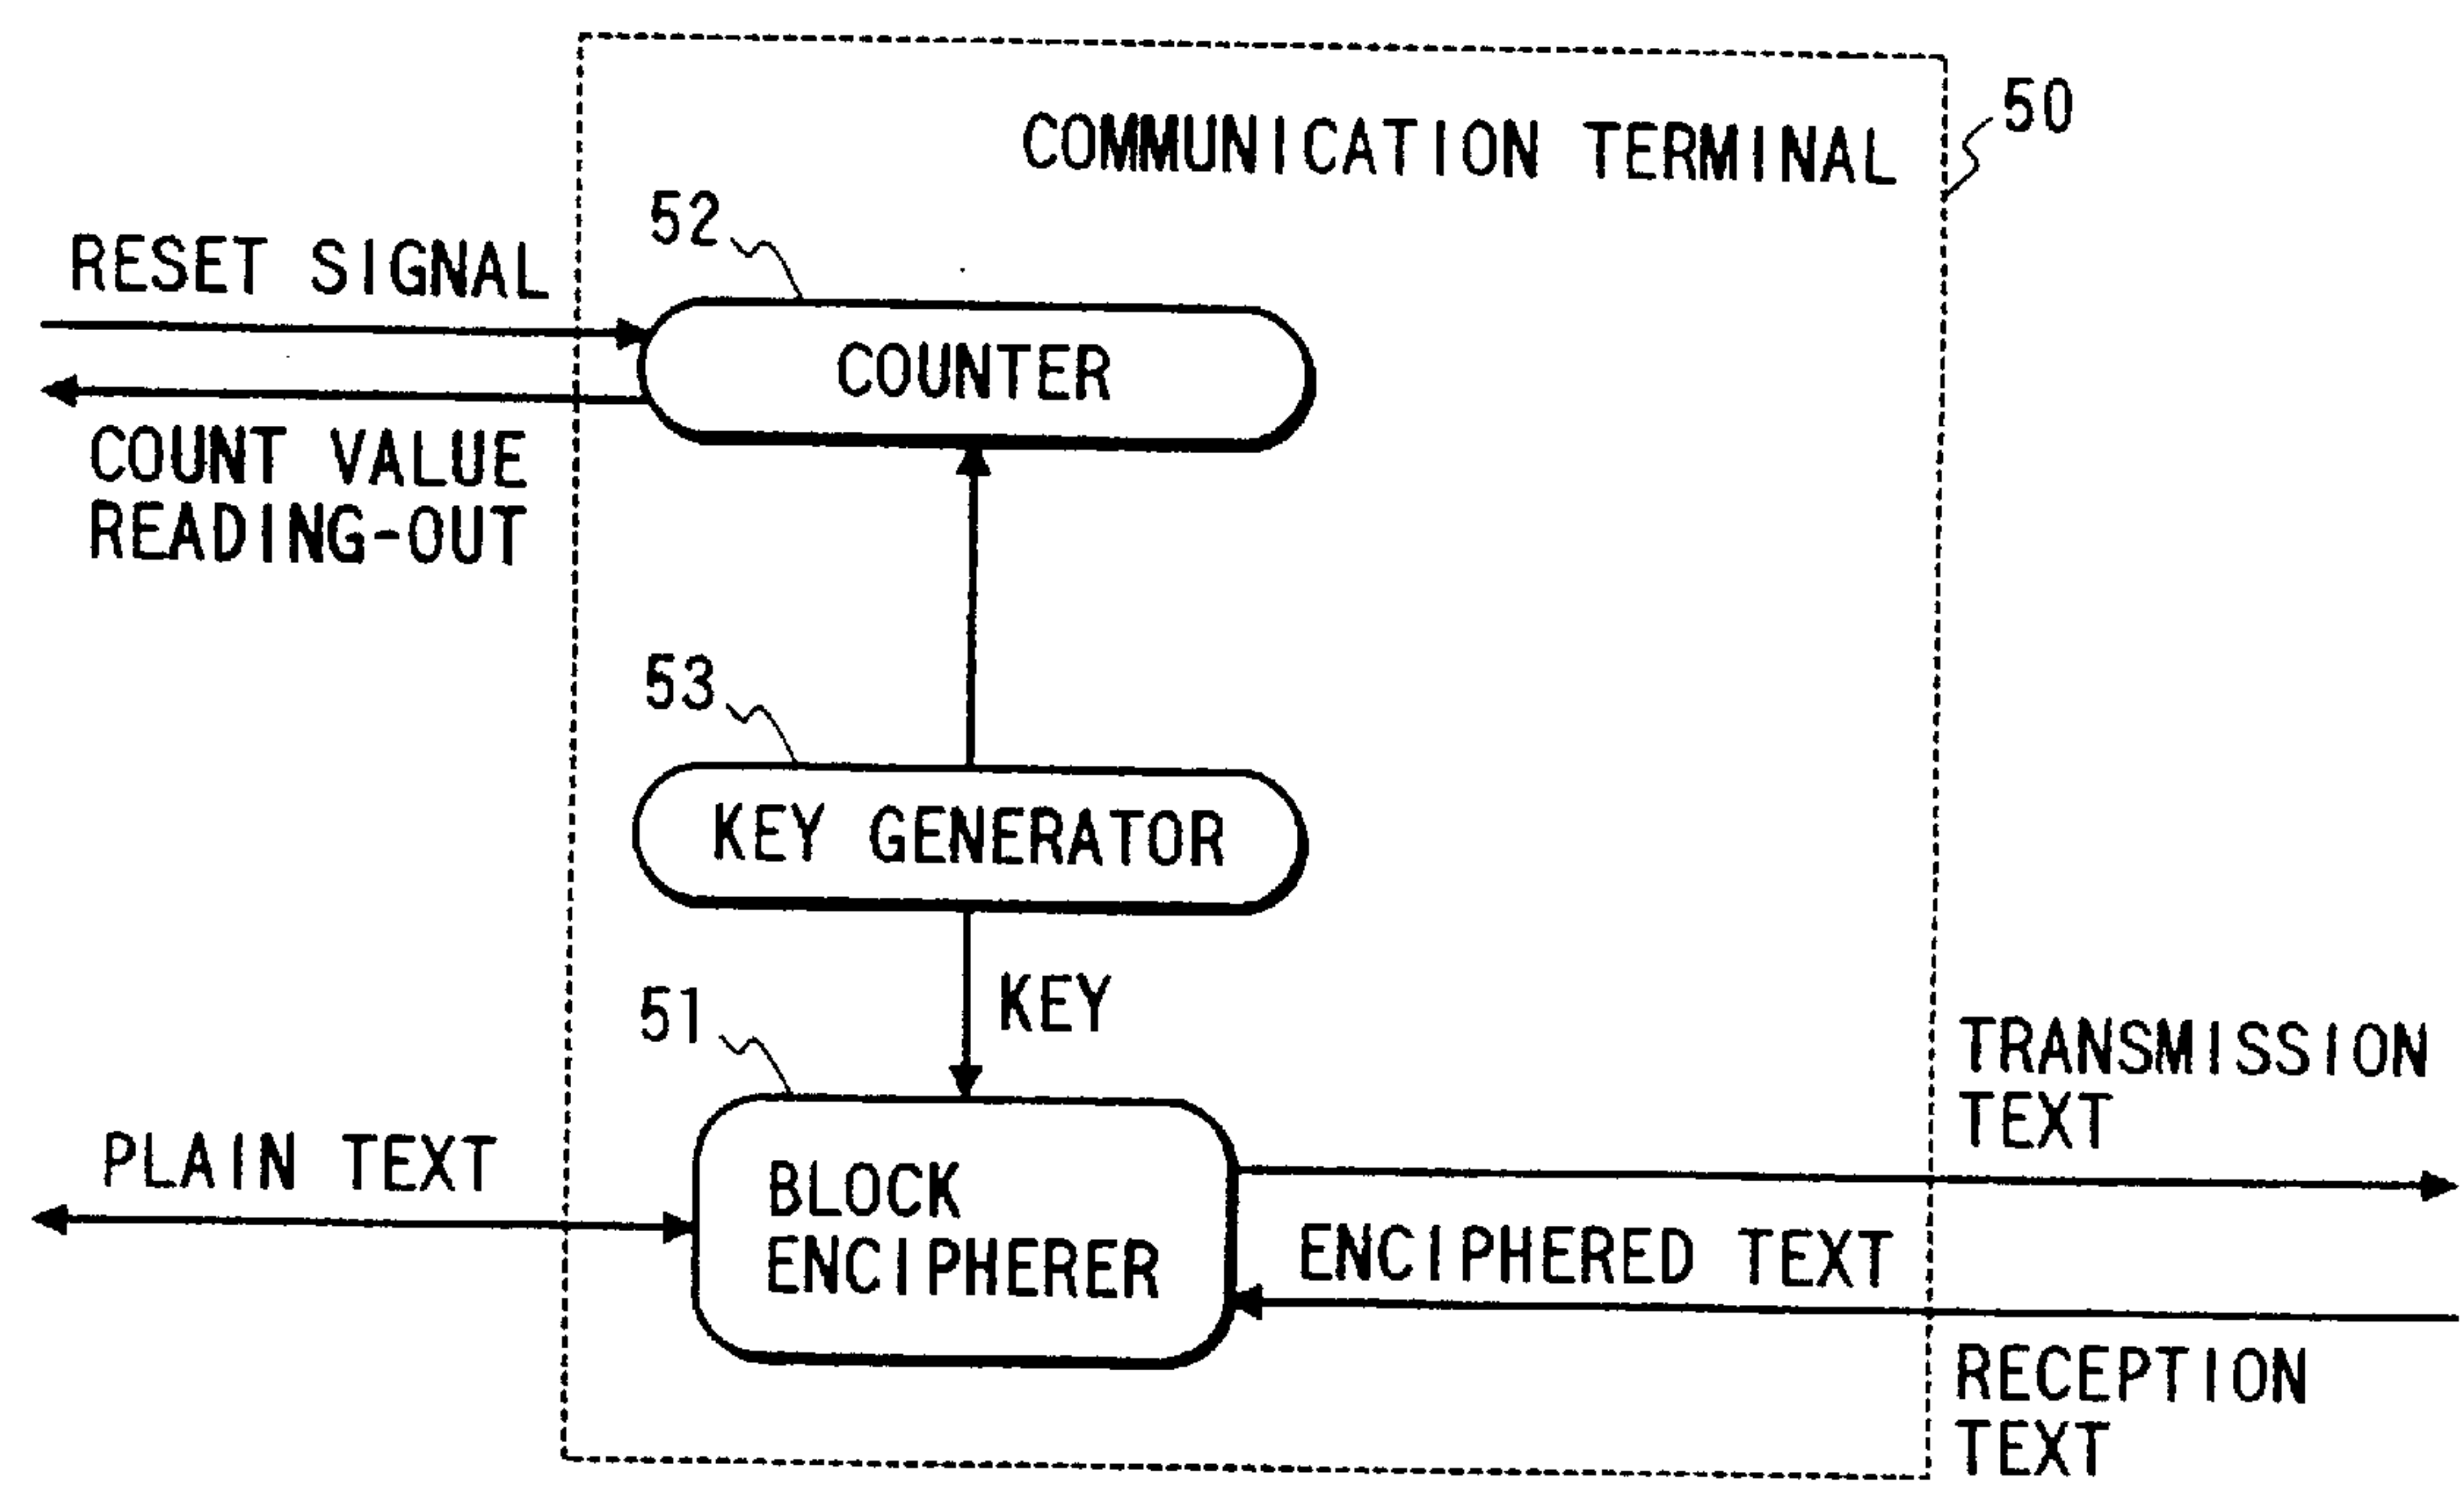 COMMUNICATION TERMINAL
50
52
RESET SIGNAL
COUNTER
COUNT VALUE
READING-OUT
53
KEY GENERATOR
KEY
51
TRANSMISSION
TEXT
PLAIN TEXT
BLOCK
ENCIPHERER
ENCIPHERED TEXT
RECEPTION
TEXT